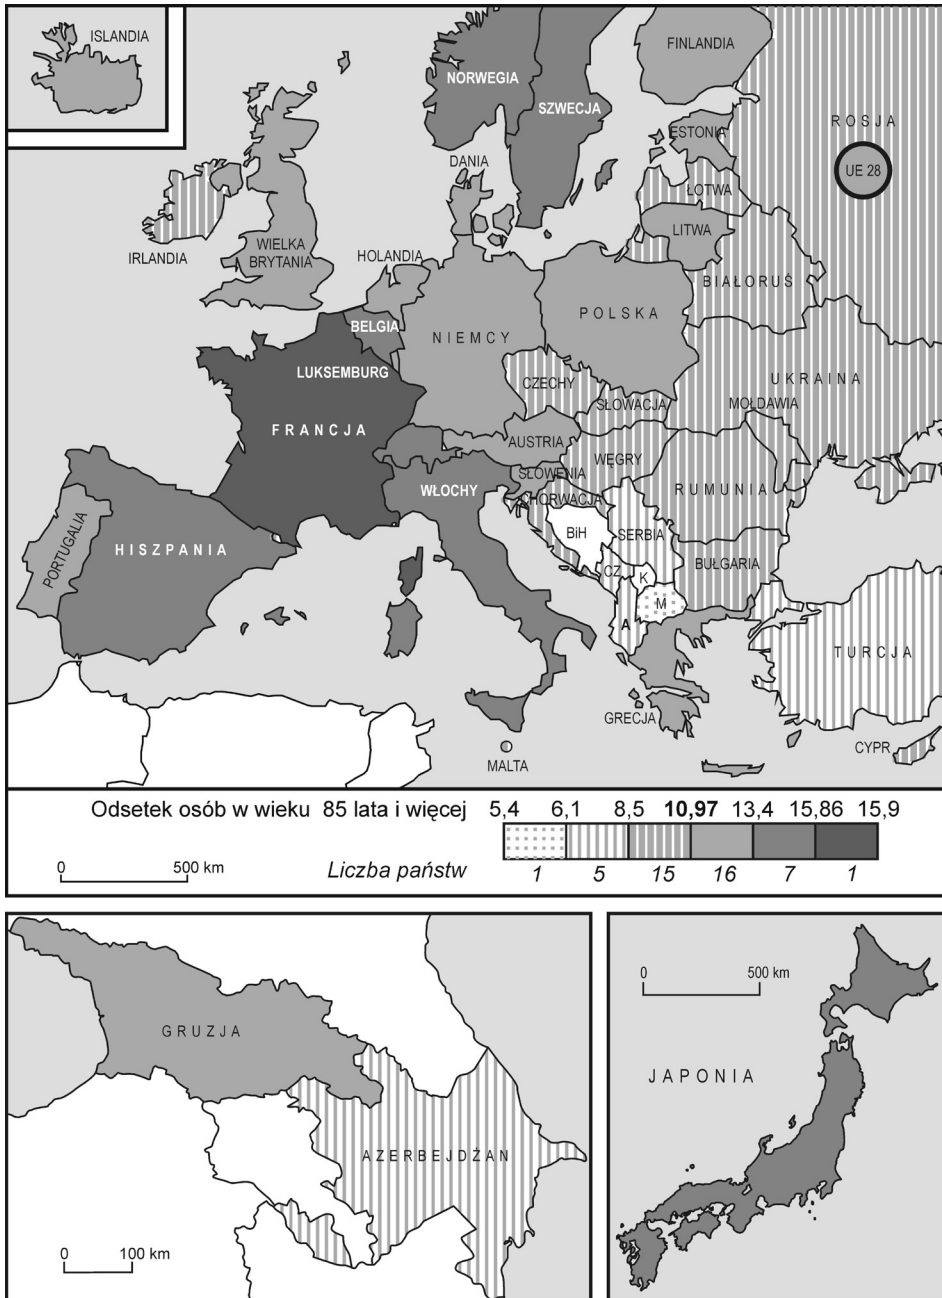 ISLANDIA
FINLANDIA
NORWEGIA
SZWECJA
ROSJA
ESTONIA
UE 28
DANIA
ŁOTWA
LITWA
WIELKA
BRYTANIA
IRLANDIA
HOLANDIA
BIAŁORUŚ
POLSKA
BELGIA
NIEMCY
LUKSEMBURG
CZECHY
UKRAINA
SŁOWACJA
MOŁDAWIA
FRANCJA
AUSTRIA
WĘGRY
SŁOWENIA
RUMUNIA
WŁOCHY
CHORWACJA
BiH
SERBIA
PORTUGALIA
HISZPANIA
CZ
K
BUŁGARIA
M
A
TURCJA
GRECJA
CYPR
MALTA
Odsetek osób w wieku 85 lata i więcej 5,4 6,1 8,5 10,97 13,4 15,86 15,9
0 500 km
Liczba państw 1 5 15 16 7 1
GRUZJA
AZERBEJDŻAN
0 100 km
0 500 km
JAPONIA